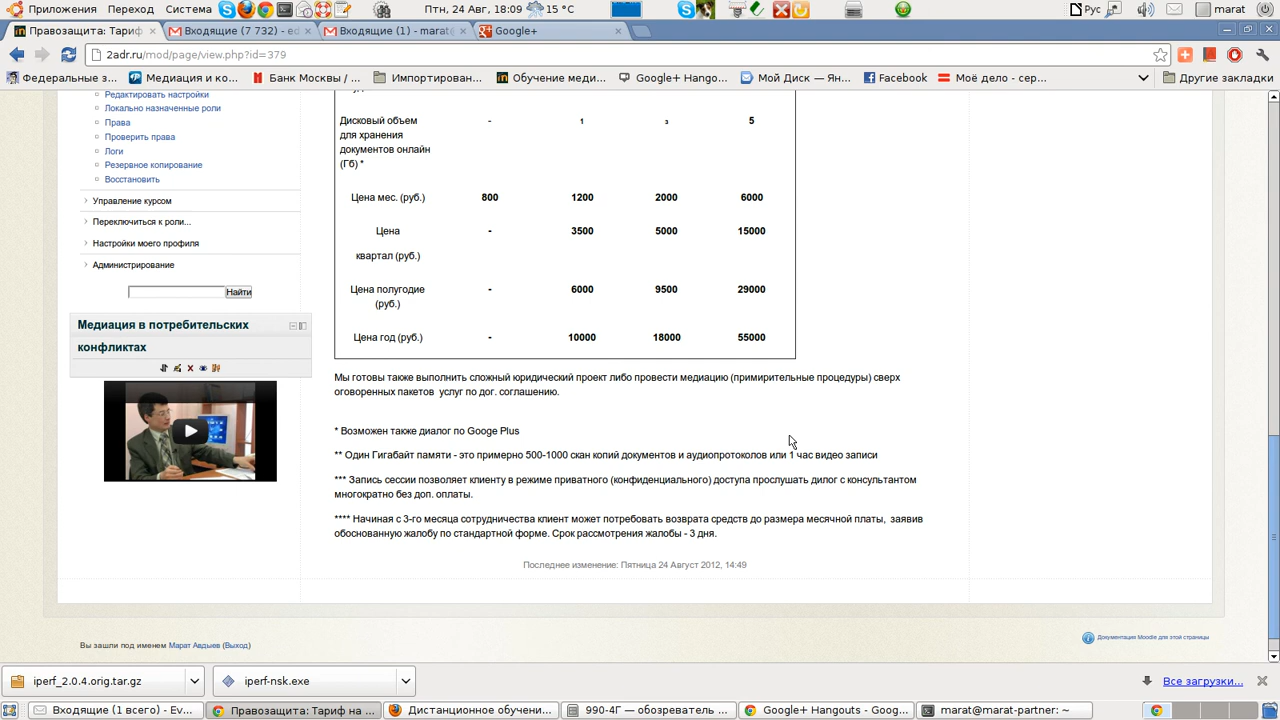 Приложения Переход Система Птн, 24 Авг, 18:09 15 °C Рус marat
Правозащита: Тариф Входящие (7 732) - ed Входящие (1) - marat@ Google+
2adr.ru/mod/page/view.php?id=379
Федеральные з... Медиация и ко... Банк Москвы / ... Импортирован... Обучение меди... Google+ Hango... Мой Диск — Ян... Facebook Моё дело - сер... Другие закладки
Редактировать настройки
Локально назначенные роли
Права
Проверить права
Логи
Резервное копирование
Восстановить
Управление курсом
Переключиться к роли...
Настройки моего профиля
Администрирование
Найти
Медиация в потребительских
конфликтах
Дисковый объем - 1 3 5
для хранения
документов онлайн
(Гб) *
Цена мес. (руб.) 800 1200 2000 6000
Цена - 3500 5000 15000
квартал (руб.)
Цена полугодие - 6000 9500 29000
(руб.)
Цена год (руб.) - 10000 18000 55000
Мы готовы также выполнить сложный юридический проект либо провести медиацию (примирительные процедуры) сверх
оговоренных пакетов услуг по дог. соглашению.
* Возможен также диалог по Googe Plus
** Один Гигабайт памяти - это примерно 500-1000 скан копий документов и аудиопротоколов или 1 час видео записи
*** Запись сессии позволяет клиенту в режиме приватного (конфиденциального) доступа прослушать дилог с консультантом
многократно без доп. оплаты.
**** Начиная с 3-го месяца сотрудничества клиент может потребовать возврата средств до размера месячной платы, заявив
обоснованную жалобу по стандартной форме. Срок рассмотрения жалобы - 3 дня.
Последнее изменение: Пятница 24 Август 2012, 14:49
Документация Moodle для этой страницы
Вы зашли под именем Марат Авдыев (Выход)
iperf_2.0.4.orig.tar.gz iperf-nsk.exe Все загрузки...
Входящие (1 всего) — Ev... Правозащита: Тариф на ... Дистанционное обучени... 990-4Г — обозреватель ... Google+ Hangouts - Goog... marat@marat-partner: ~